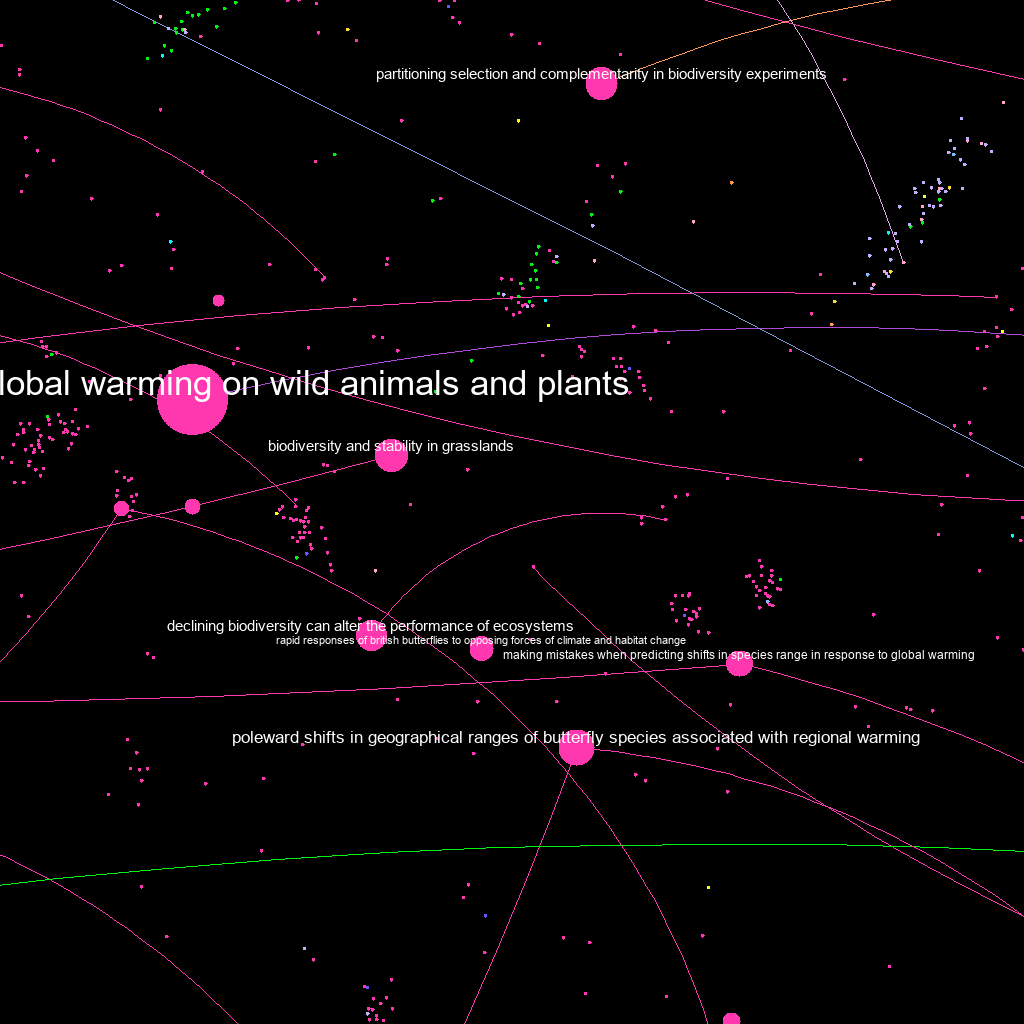 partitioning selection and complementarity in biodiversity experiments
lobal warming on wild animals and plants
biodiversity and stability in grasslands
declining biodiversity can alter the performance of ecosystems
rapid responses of british butterflies to opposing forces of climate and habitat change
making mistakes when predicting shifts in species range in response to global warming
poleward shifts in geographical ranges of butterfly species associated with regional warming